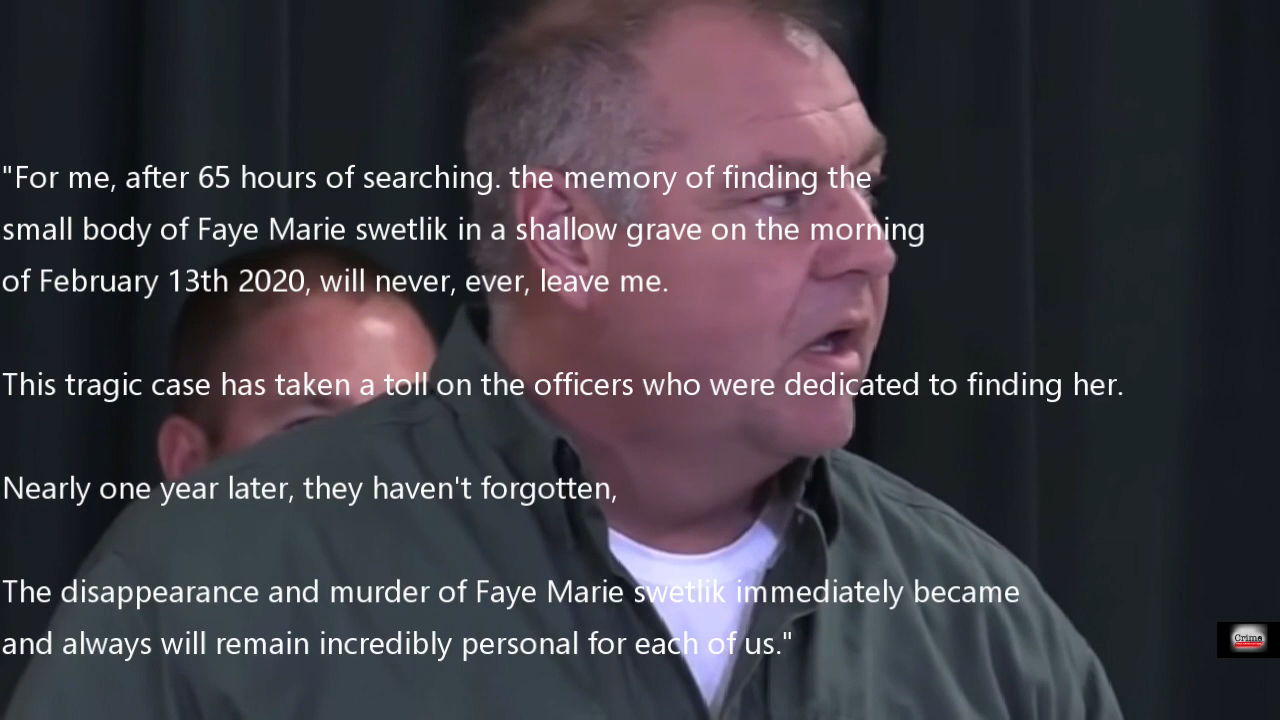 "For me, after 65 hours of searching. the memory of finding the
small body of Faye Marie swetlik in a shallow grave on the morning
of February 13th 2020, will never, ever, leave me.
This tragic case has taken a toll on the officers who were dedicated to finding her.
Nearly one year later, they haven't forgotten,
The disappearance and murder of Faye Marie swetlik immediately became
and always will remain incredibly personal for each of us."
Crime